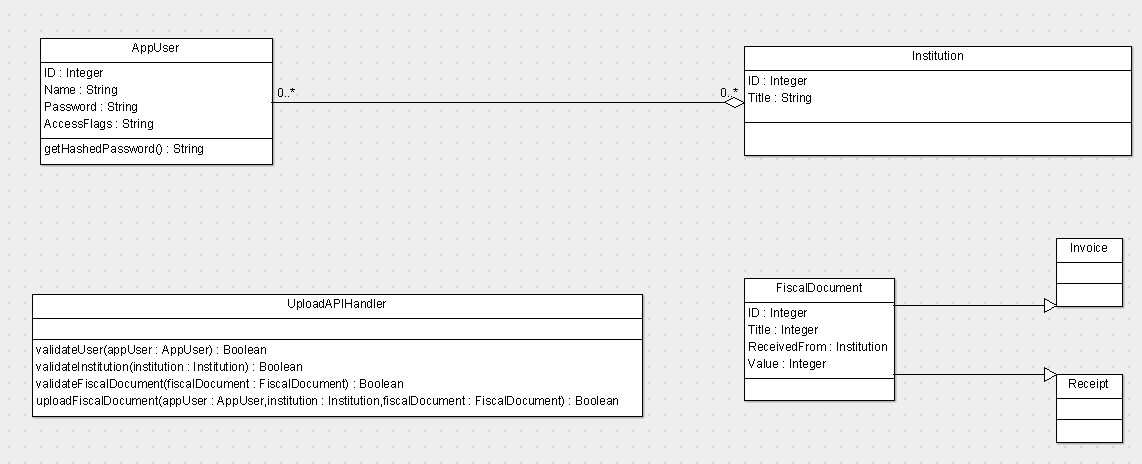 AppUser
ID : Integer
Name : String
Password : String
AccessFlags : String
getHashedPassword() : String
0..*
0..*
Institution
ID : Integer
Title : String
UploadAPIHandler
validateUser(appUser : AppUser) : Boolean
validateInstitution(institution : Institution) : Boolean
validateFiscalDocument(fiscalDocument : FiscalDocument) : Boolean
uploadFiscalDocument(appUser : AppUser,institution : Institution,fiscalDocument : FiscalDocument) : Boolean
FiscalDocument
ID : Integer
Title : Integer
ReceivedFrom : Institution
Value : Integer
Invoice
Receipt